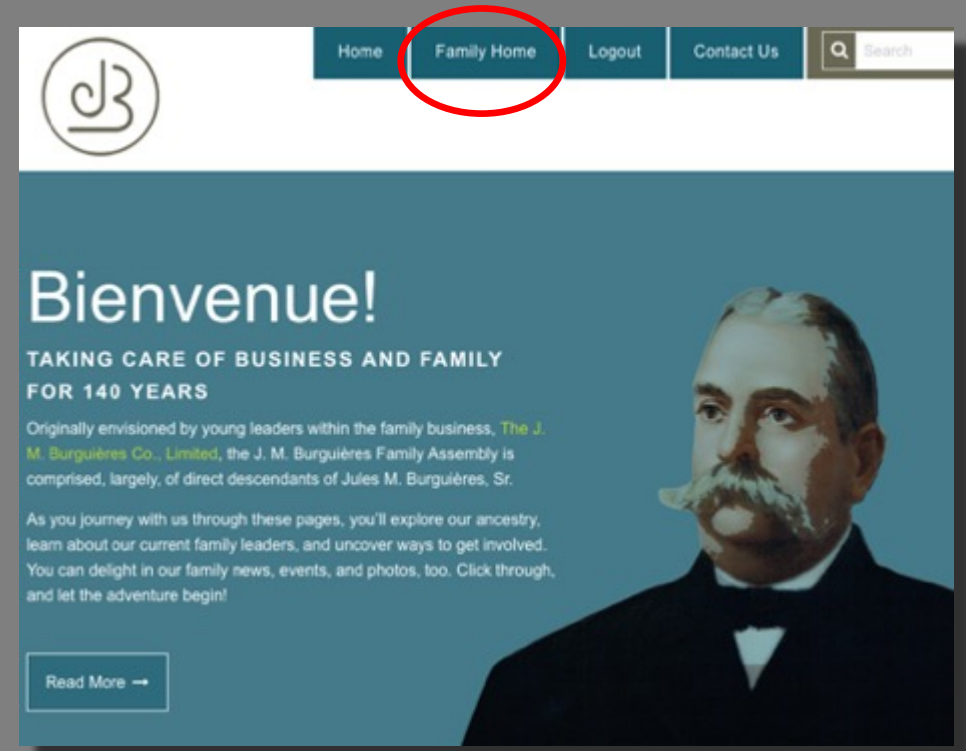 Home Family Home Logout Contact Us Search
JB
Bienvenue!
TAKING CARE OF BUSINESS AND FAMILY
FOR 140 YEARS
Originally envisioned by young leaders within the family business, The J.
M. Burguières Co., Limited, the J. M. Burguières Family Assembly is
comprised, largely, of direct descendants of Jules M. Burguières, Sr.
As you journey with us through these pages, you'll explore our ancestry,
learn about our current family leaders, and uncover ways to get involved.
You can delight in our family news, events, and photos, too. Click through,
and let the adventure begin!
Read More →